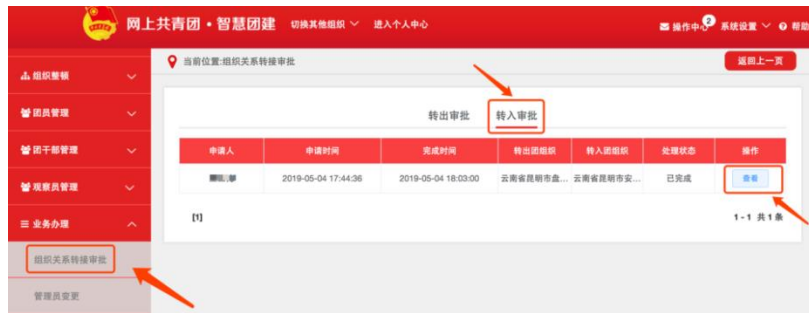 网上共青团·智慧团建 切换其他组织 进入个人中心 操作中心 2 系统设置 帮助
当前位置:组织关系转接审批 返回上一页
组织整顿
团员管理
团干部管理
观察员管理
业务办理
组织关系转接审批
管理员变更
转出审批 转入审批
申请人 申请时间 完成时间 转出团组织 转入团组织 处理状态 操作
2019-05-04 17:44:36 2019-05-04 18:03:00 云南省昆明市盘... 云南省昆明市安... 已完成 查看
[1] 1-1 共1条